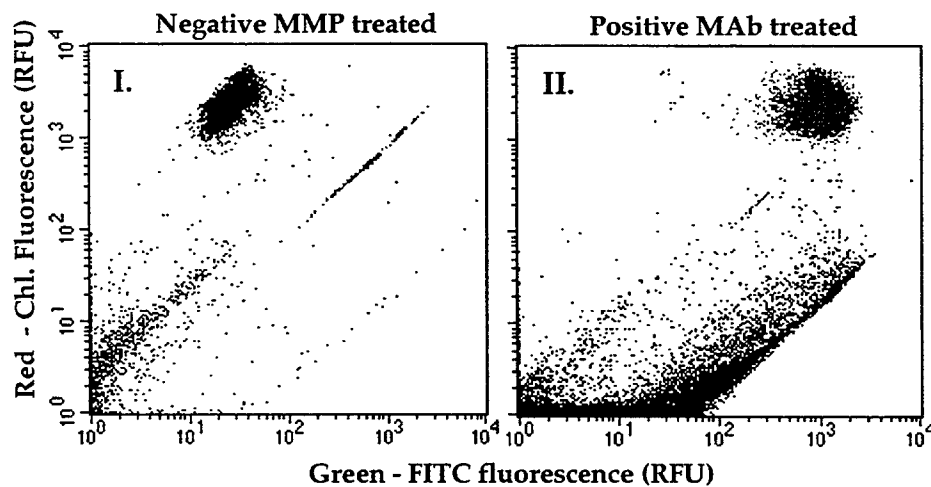 Negative MMP treated
Positive MAb treated
I.
II.
Red - Chl. Fluorescence (RFU)
10^4
10^3
10^2
10^1
10^0
10^0 10^1 10^2 10^3 10^4
10^0 10^1 10^2 10^3 10^4
Green - FITC fluorescence (RFU)